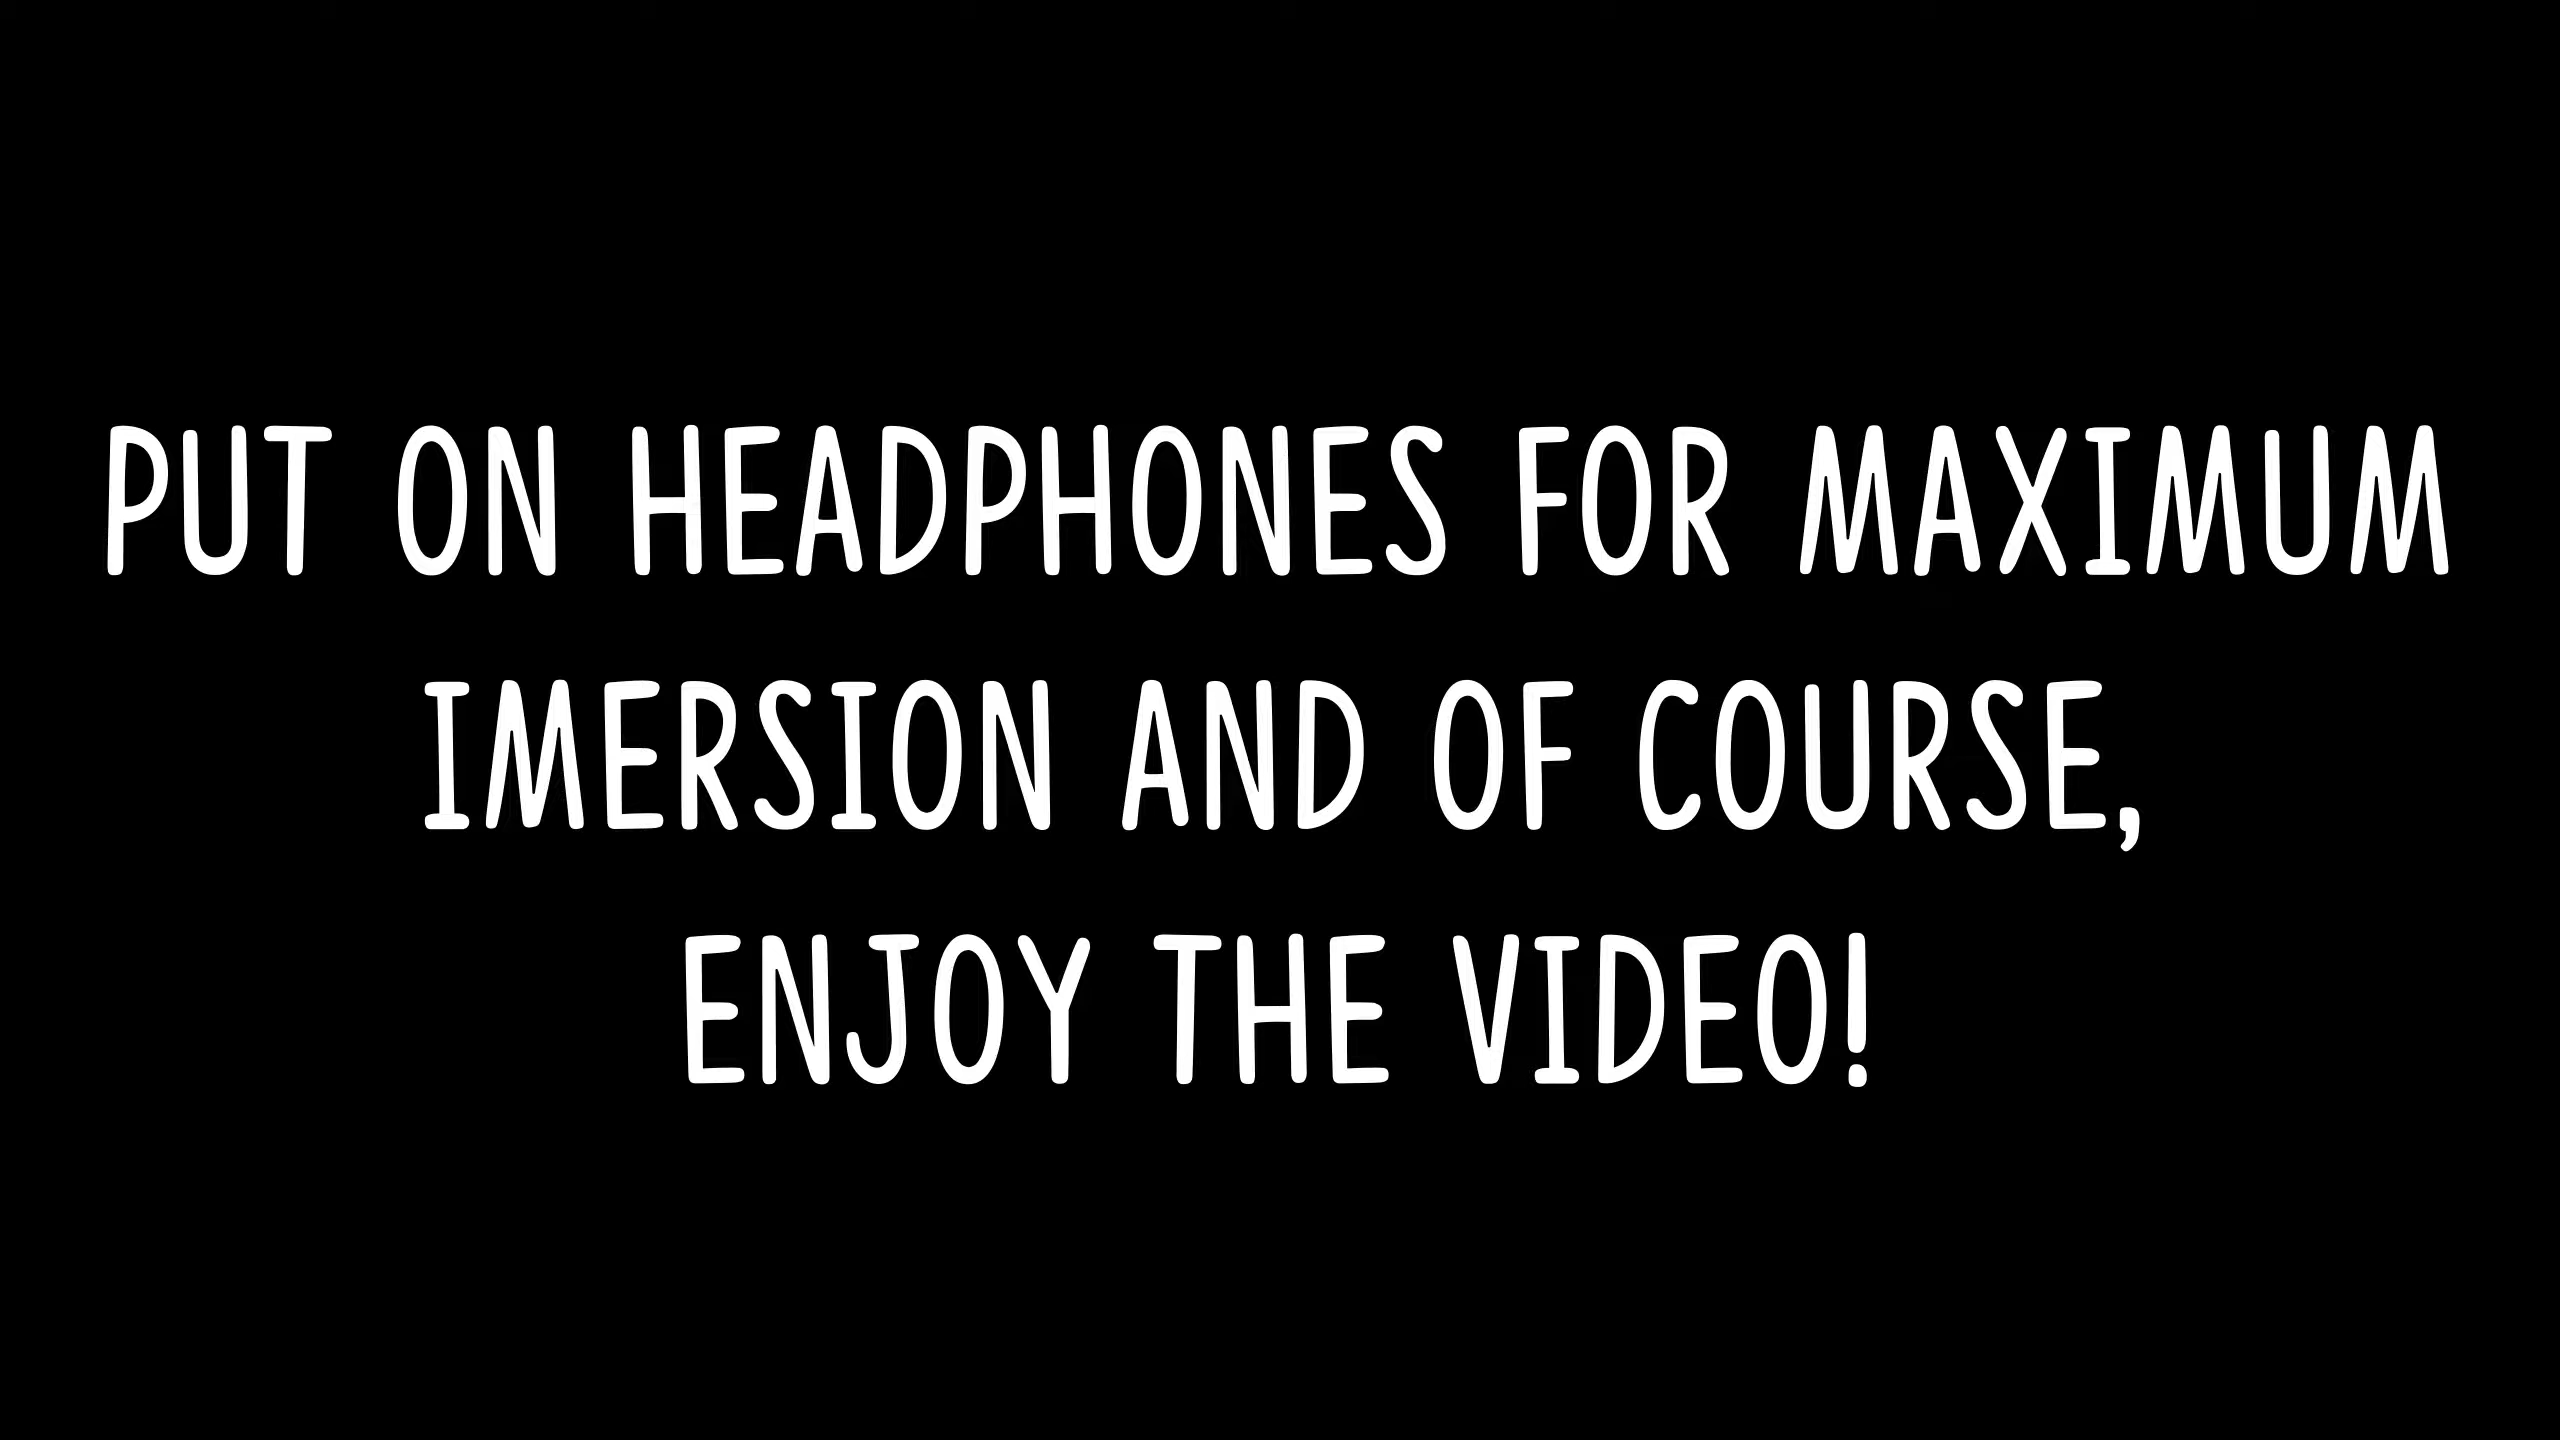 PUT ON HEADPHONES FOR MAXIMUM
IMERSION AND OF COURSE,
ENJOY THE VIDEO!